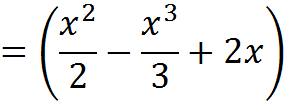 = (x²/2 − x³/3 + 2x)